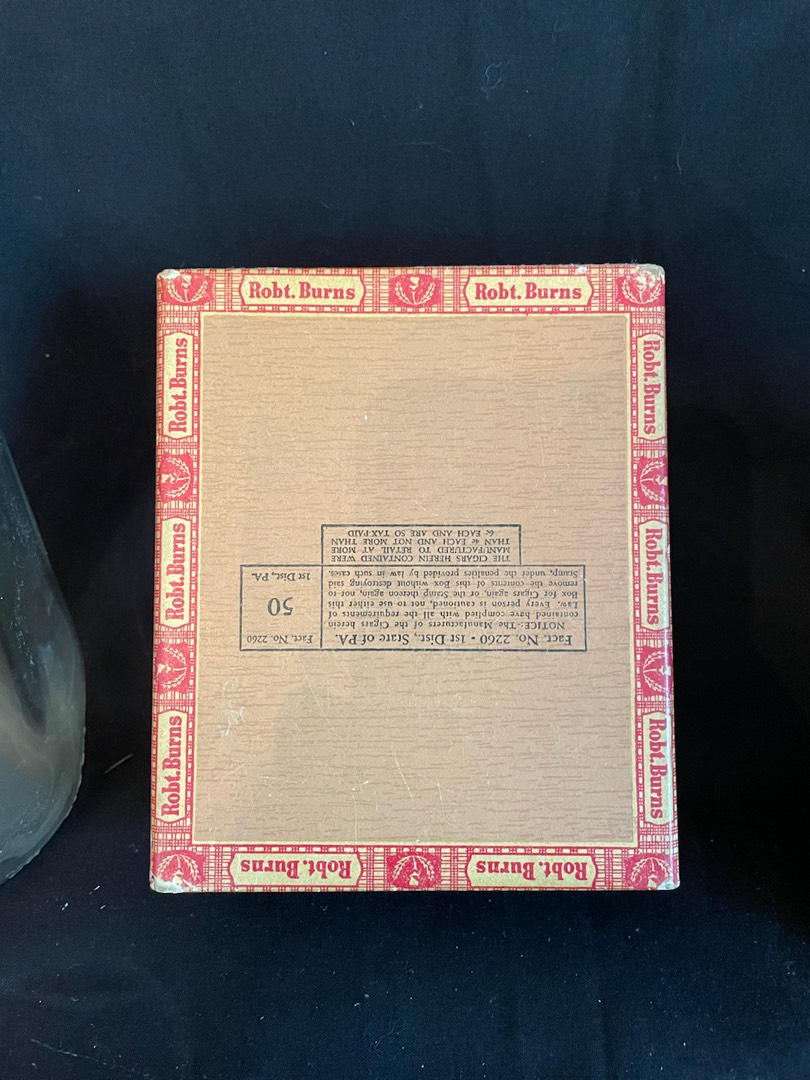 Robt. Burns
Robt. Burns
Robt. Burns
Robt. Burns
Robt. Burns
Robt. Burns
Robt. Burns
Robt. Burns
Fact. No. 2260 • 1st Dist., State of PA.
NOTICE:-The Manufacturers of the Cigars herein
contained have complied with all the requirements of
Law. Every person is cautioned, not to use either this
Box for Cigars again, or the Stamp thereon again, nor to
remove the contents of this Box without destroying said
Stamp, under the penalties provided by law in such cases.
Fact. No. 2260
50
1st Dist., PA.
THE CIGARS HEREIN CONTAINED WERE
MANUFACTURED TO RETAIL AT MORE
THAN 4c EACH AND NOT MORE THAN
6c EACH AND ARE SO TAX-PAID
Robt. Burns
Robt. Burns